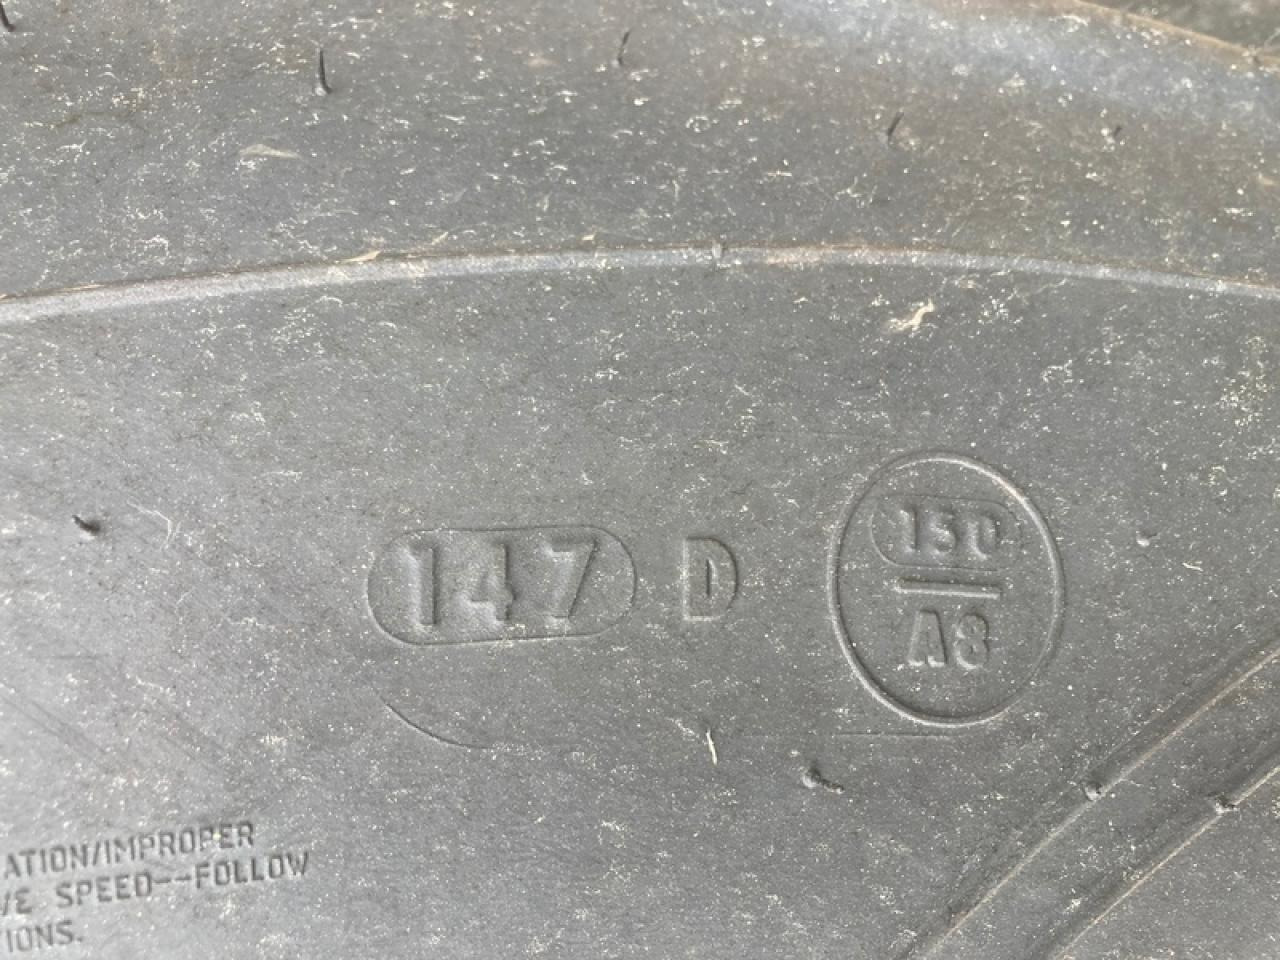 147 D
150
A8
ATION/IMPROPER
/E SPEED--FOLLOW
IONS.